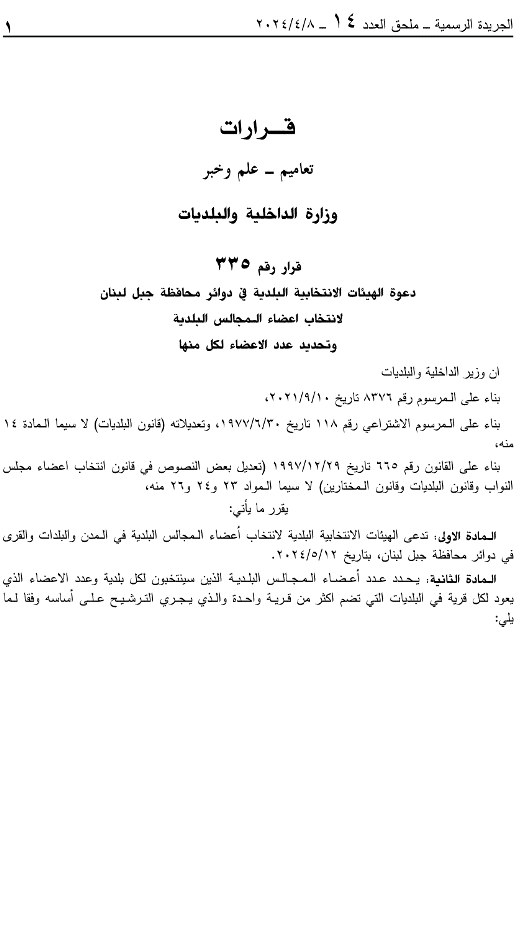 الجريدة الرسمية ــ ملحق العدد ١٤ ــ ٢٠٢٤/٤/٨
١
قــرارات
تعاميم ــ علم وخبر
وزارة الداخلية والبلديات
قرار رقم ٣٣٥
دعوة الهيئات الانتخابية البلدية في دوائر محافظة جبل لبنان
لانتخاب اعضاء المجالس البلدية
وتحديد عدد الاعضاء لكل منها
ان وزير الداخلية والبلديات
بناء على المرسوم رقم ٨٣٧٦ تاريخ ٢٠٢١/٩/١٠،
بناء على المرسوم الاشتراعي رقم ١١٨ تاريخ ١٩٧٧/٦/٣٠، وتعديلاته (قانون البلديات) لا سيما المادة ١٤
منه،
بناء على القانون رقم ٦٦٥ تاريخ ١٩٩٧/١٢/٢٩ (تعديل بعض النصوص في قانون انتخاب اعضاء مجلس
النواب وقانون البلديات وقانون المختارين) لا سيما المواد ٢٣ و٢٤ و٢٦ منه،
يقرر ما يأتي:
المادة الاولى: تدعى الهيئات الانتخابية البلدية لانتخاب أعضاء المجالس البلدية في المدن والبلدات والقرى
في دوائر محافظة جبل لبنان، بتاريخ ٢٠٢٤/٥/١٢.
المادة الثانية: يحدد عدد أعضاء المجالس البلدية الذين سينتخبون لكل بلدية وعدد الاعضاء الذي
يعود لكل قرية في البلديات التي تضم اكثر من قرية واحدة والذي يجري الترشيح على أساسه وفقا لما
يلي: